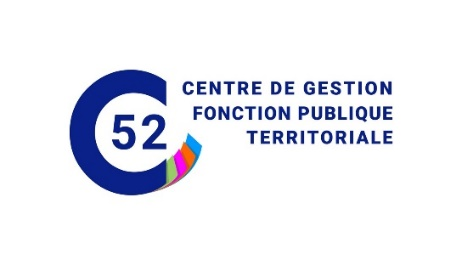 52
CENTRE DE GESTION
FONCTION PUBLIQUE
TERRITORIALE